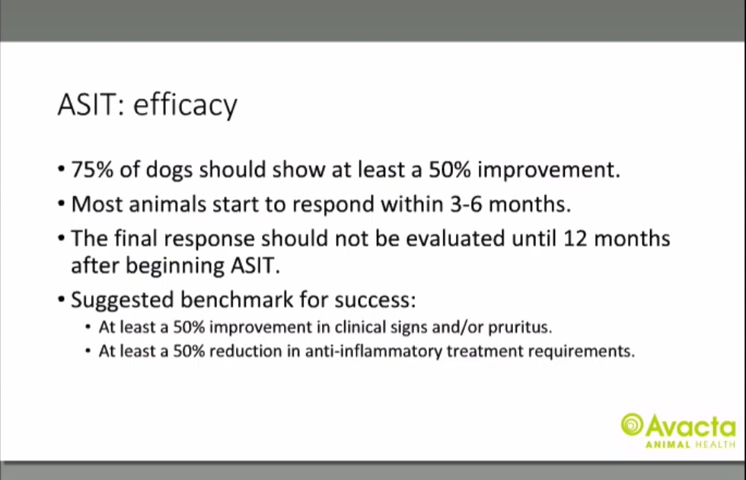 ASIT: efficacy
• 75% of dogs should show at least a 50% improvement.
• Most animals start to respond within 3-6 months.
• The final response should not be evaluated until 12 months
after beginning ASIT.
• Suggested benchmark for success:
• At least a 50% improvement in clinical signs and/or pruritus.
• At least a 50% reduction in anti-inflammatory treatment requirements.
Avacta
ANIMAL HEALTH